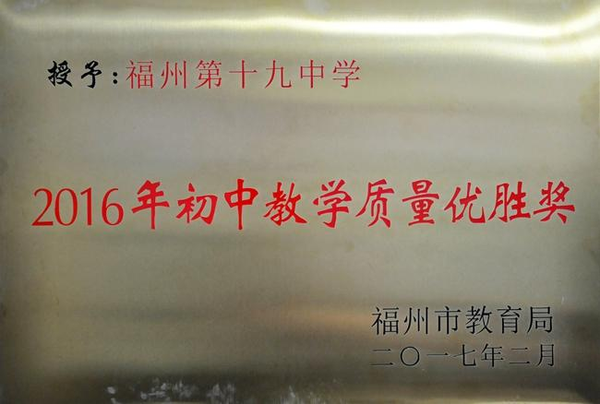 授予:福州第十九中学
2016年初中教学质量优胜奖
福州市教育局
二〇一七年二月